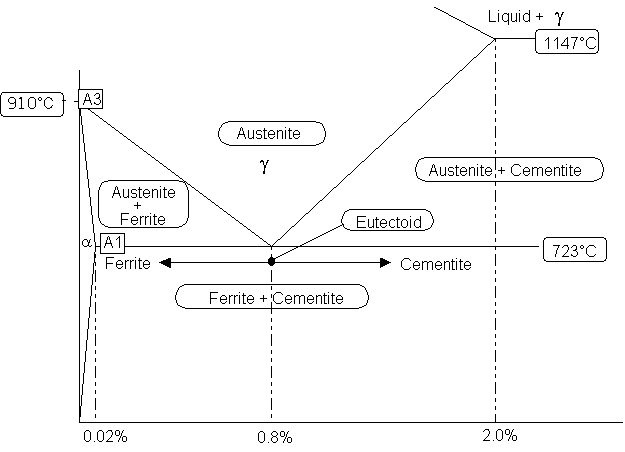 Liquid + γ
1147°C
910°C
A3
Austenite
γ
Austenite + Cementite
Austenite
+
Ferrite
Eutectoid
α
A1
723°C
Ferrite
Cementite
Ferrite + Cementite
0.02%
0.8%
2.0%